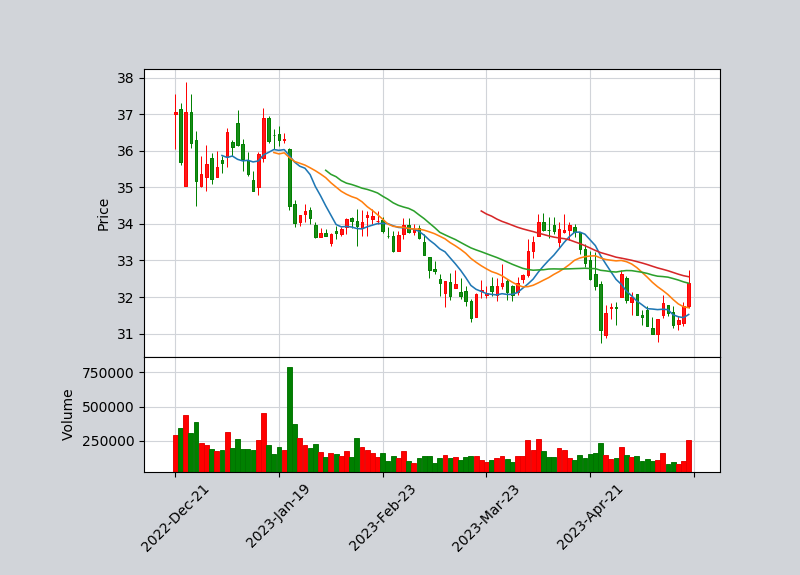 38
37
36
35
34
33
32
31
Price
750000
500000
250000
Volume
2022-Dec-21
2023-Jan-19
2023-Feb-23
2023-Mar-23
2023-Apr-21